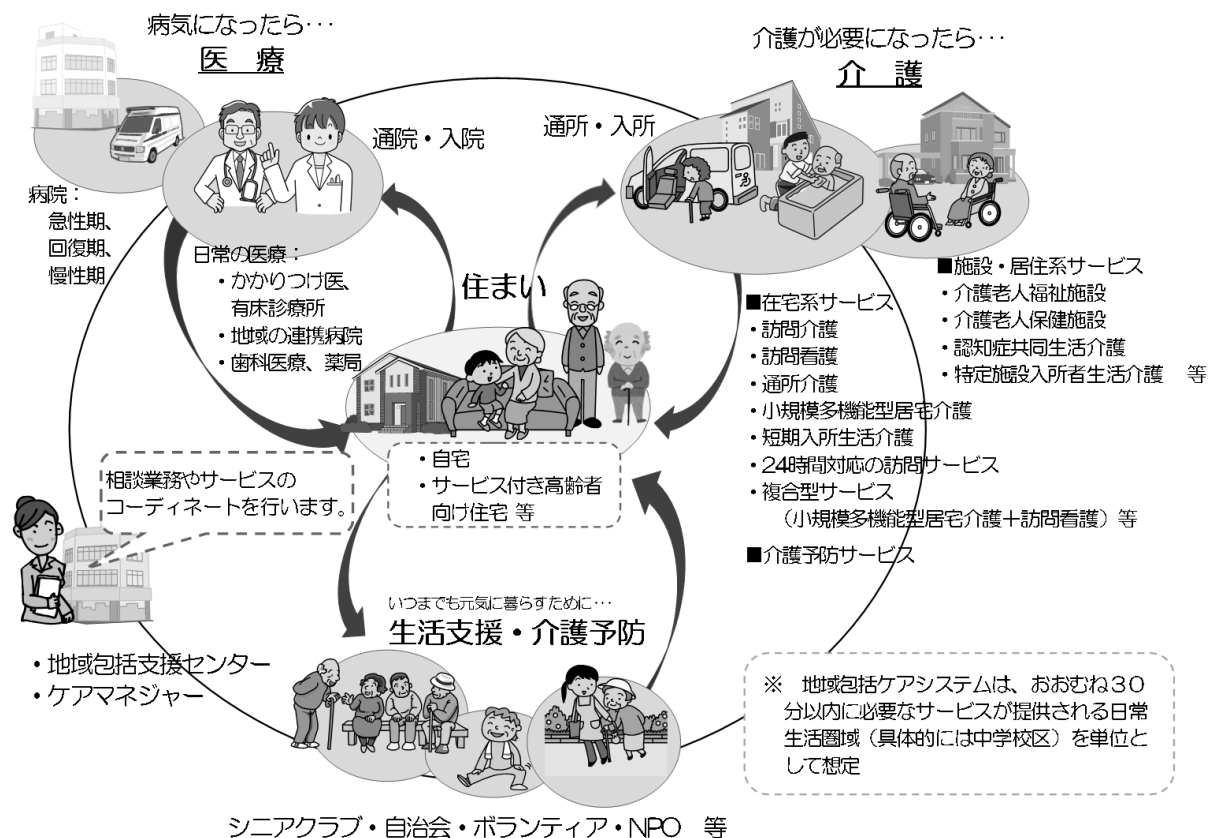 病気になったら…
医 療
介護が必要になったら…
介 護
通院・入院
通所・入所
病院：
急性期、
回復期、
慢性期
日常の医療：
・かかりつけ医、
有床診療所
・地域の連携病院
・歯科医療、薬局
住まい
■施設・居住系サービス
・介護老人福祉施設
・介護老人保健施設
・認知症共同生活介護
・特定施設入所者生活介護 等
■在宅系サービス
・訪問介護
・訪問看護
・通所介護
・小規模多機能型居宅介護
・短期入所生活介護
・24時間対応の訪問サービス
・複合型サービス
（小規模多機能型居宅介護＋訪問看護）等
■介護予防サービス
・自宅
・サービス付き高齢者
向け住宅 等
相談業務やサービスの
コーディネートを行います。
・地域包括支援センター
・ケアマネジャー
いつまでも元気に暮らすために…
生活支援・介護予防
シニアクラブ・自治会・ボランティア・NPO 等
※ 地域包括ケアシステムは、おおむね３０
分以内に必要なサービスが提供される日常
生活圏域（具体的には中学校区）を単位と
して想定